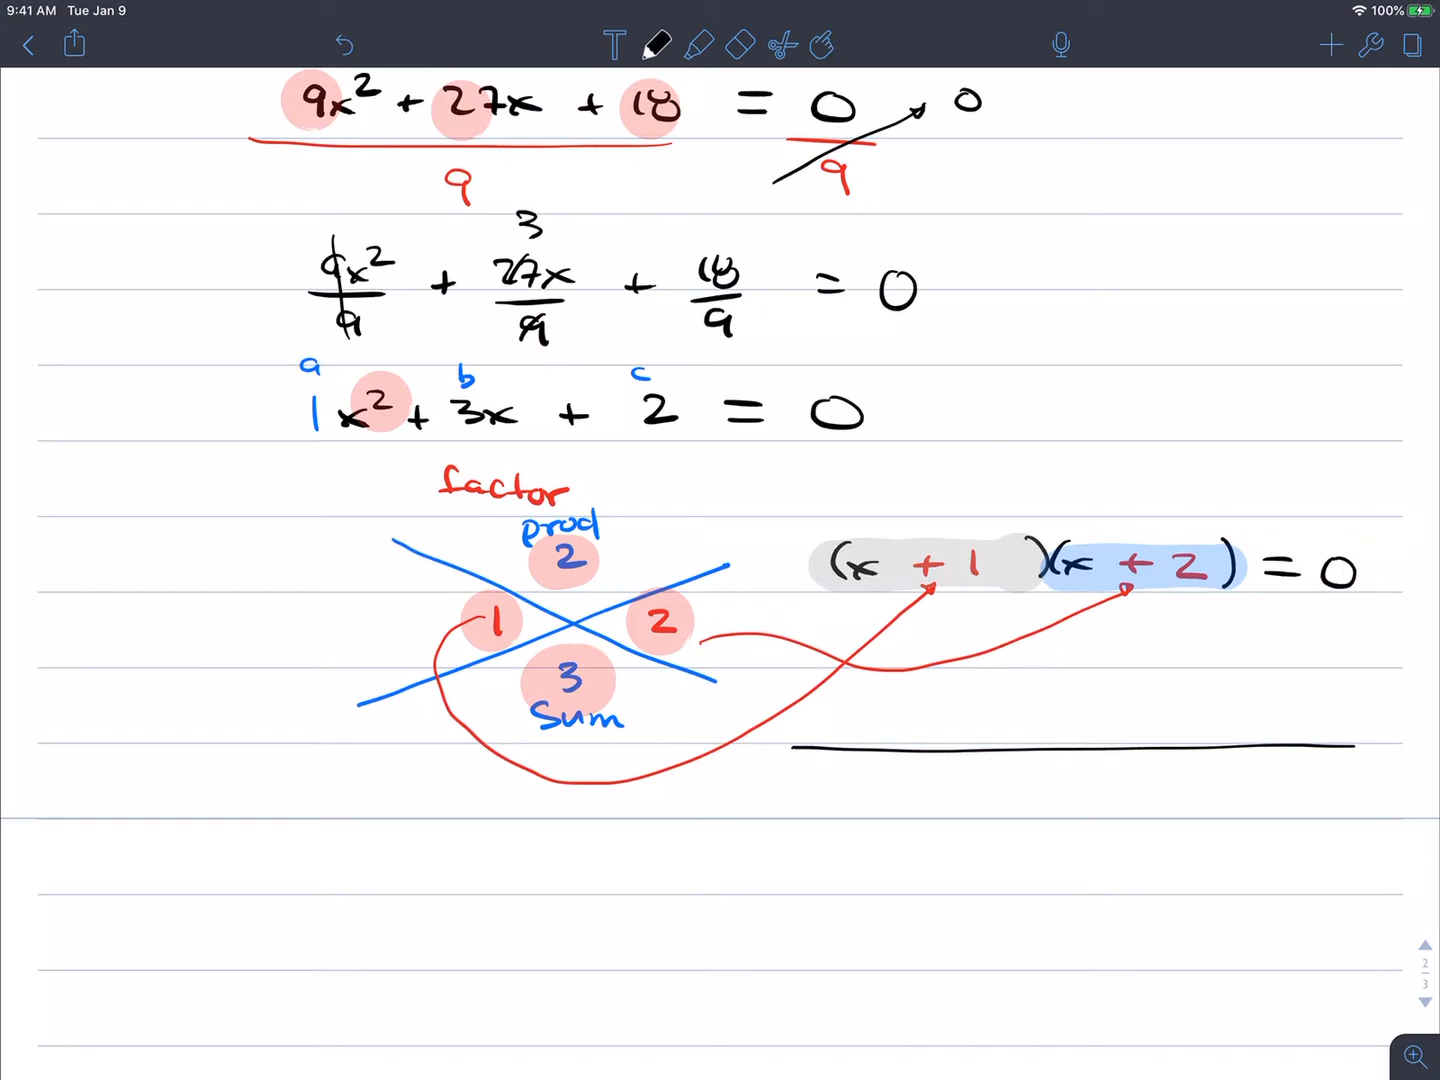 9:41 AM Tue Jan 9
100%
T
9x² + 27x + 18 = 0 → 0
9 9
3
9x² + 27x + 18 = 0
9 9 9
a b c
1x² + 3x + 2 = 0
factor
prod
2
(x + 1)(x + 2) = 0
1 2
3
Sum
2
3